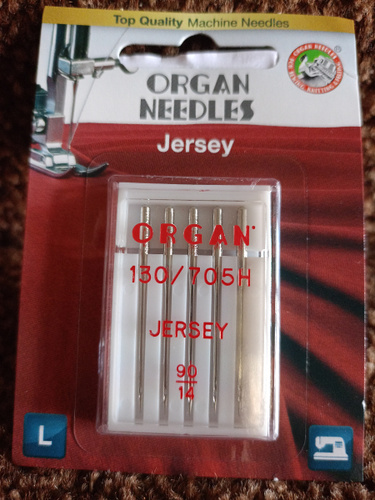 Top Quality Machine Needles
ORGAN
NEEDLES
Jersey
ORGAN
130/705H
JERSEY
90
14
L